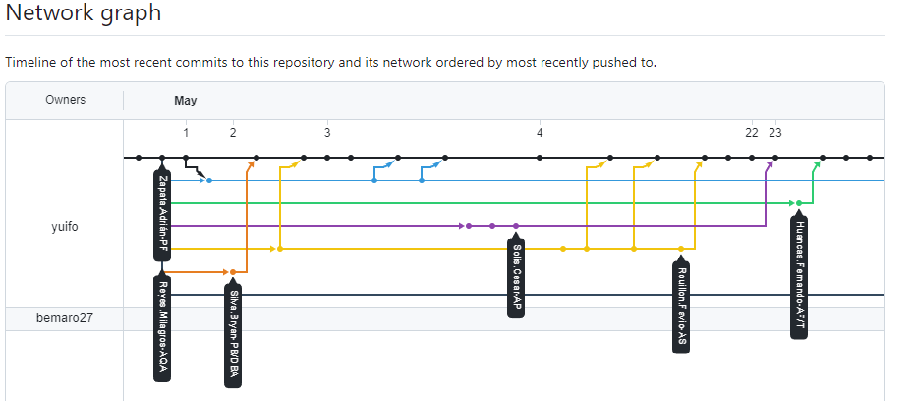 Network graph
Timeline of the most recent commits to this repository and its network ordered by most recently pushed to.
Owners
May
1 2 3 4 22 23
yuifo
bemaro27
Zapata.Adrián-PF
Reyes.Milagros-AQA
Silva.Bryan-PB/DBA
Solis.Cesar-AP
Rouillon.Flavio-AS
Huancas.Fernando-AF/T